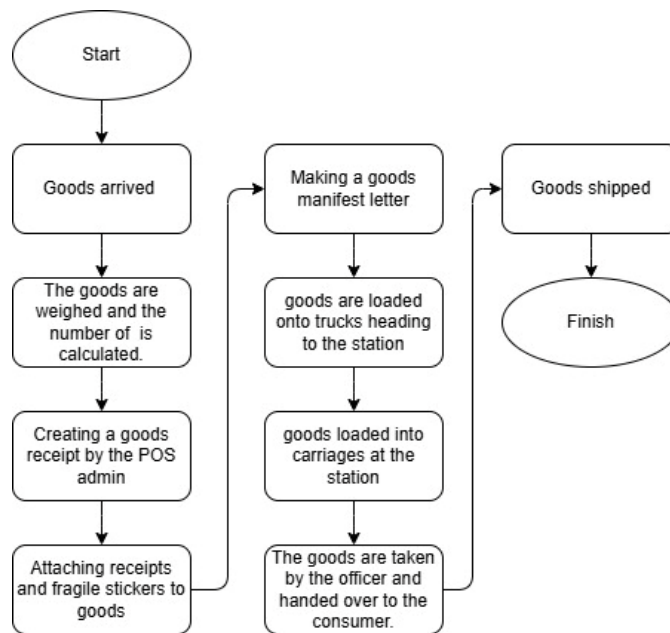 Start
Goods arrived
The goods are
weighed and the
number of  is
calculated.
Creating a goods
receipt by the POS
admin
Attaching receipts
and fragile stickers to
goods
Making a goods
manifest letter
goods are loaded
onto trucks heading
to the station
goods loaded into
carriages at the
station
The goods are taken
by the officer and
handed over to the
consumer.
Goods shipped
Finish